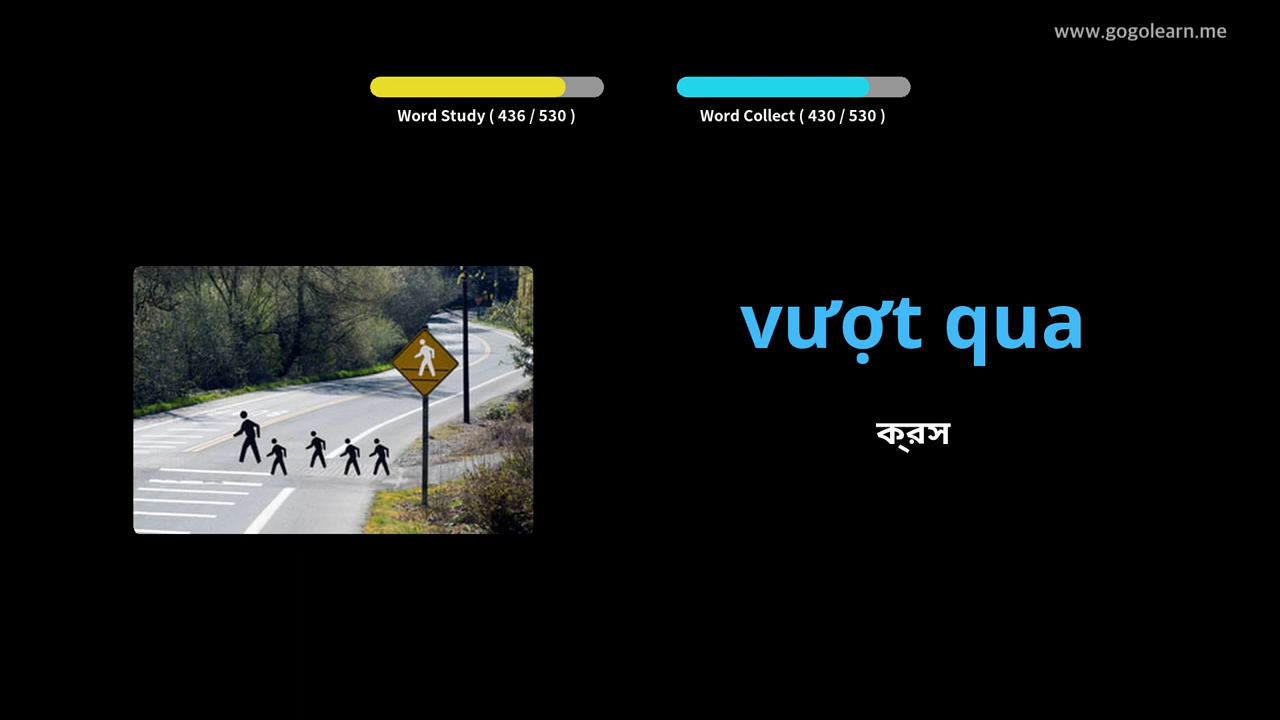 www.gogolearn.me
Word Study ( 436 / 530 )
Word Collect ( 430 / 530 )
vượt qua
ক্রস